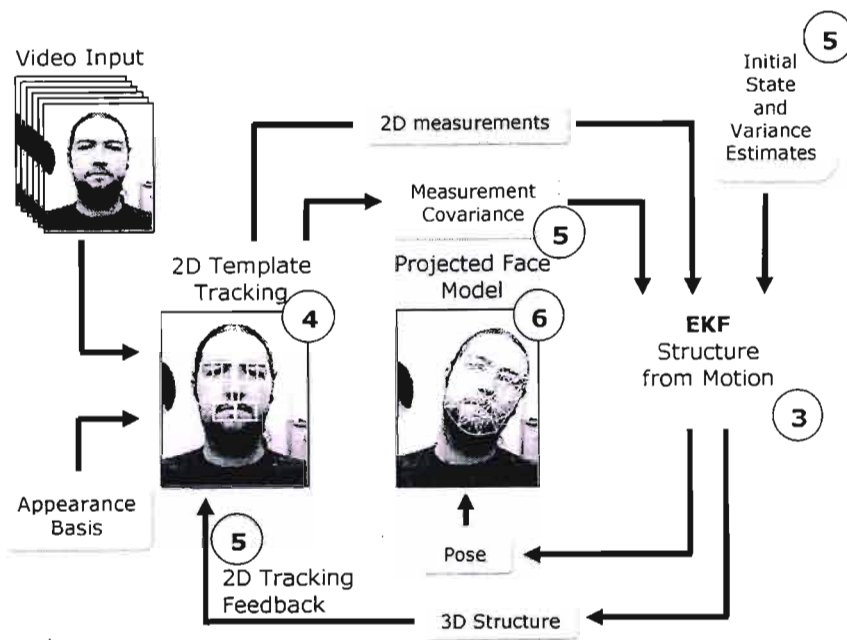 Video Input
5
Initial
State
and
Variance
Estimates
2D measurements
Measurement
Covariance
5
2D Template
Tracking
4
Projected Face
Model
6
EKF
Structure
from Motion
3
Appearance
Basis
5
2D Tracking
Feedback
Pose
3D Structure